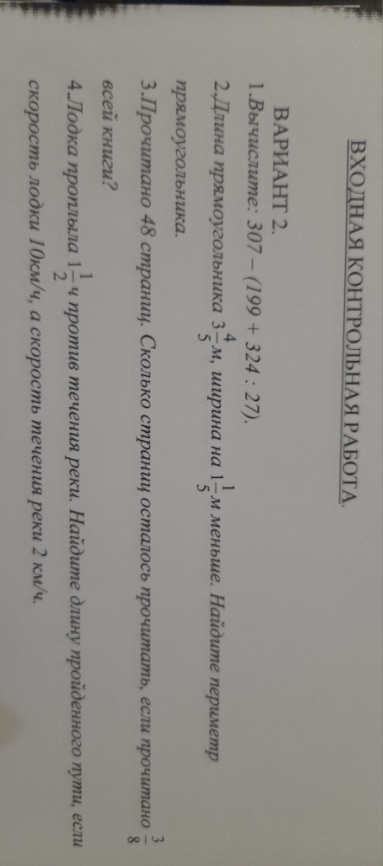 ВХОДНАЯ КОНТРОЛЬНАЯ РАБОТА.
ВАРИАНТ 2.
1.Вычислите: 307 – (199 + 324 : 27).
2.Длина прямоугольника 3 4/5 м, ширина на 1 1/5 м меньше. Найдите периметр
прямоугольника.
3.Прочитано 48 страниц. Сколько страниц осталось прочитать, если прочитано 3/8
всей книги?
4.Лодка проплыла 1 1/2 ч против течения реки. Найдите длину пройденного пути, если
скорость лодки 10км/ч, а скорость течения реки 2 км/ч.